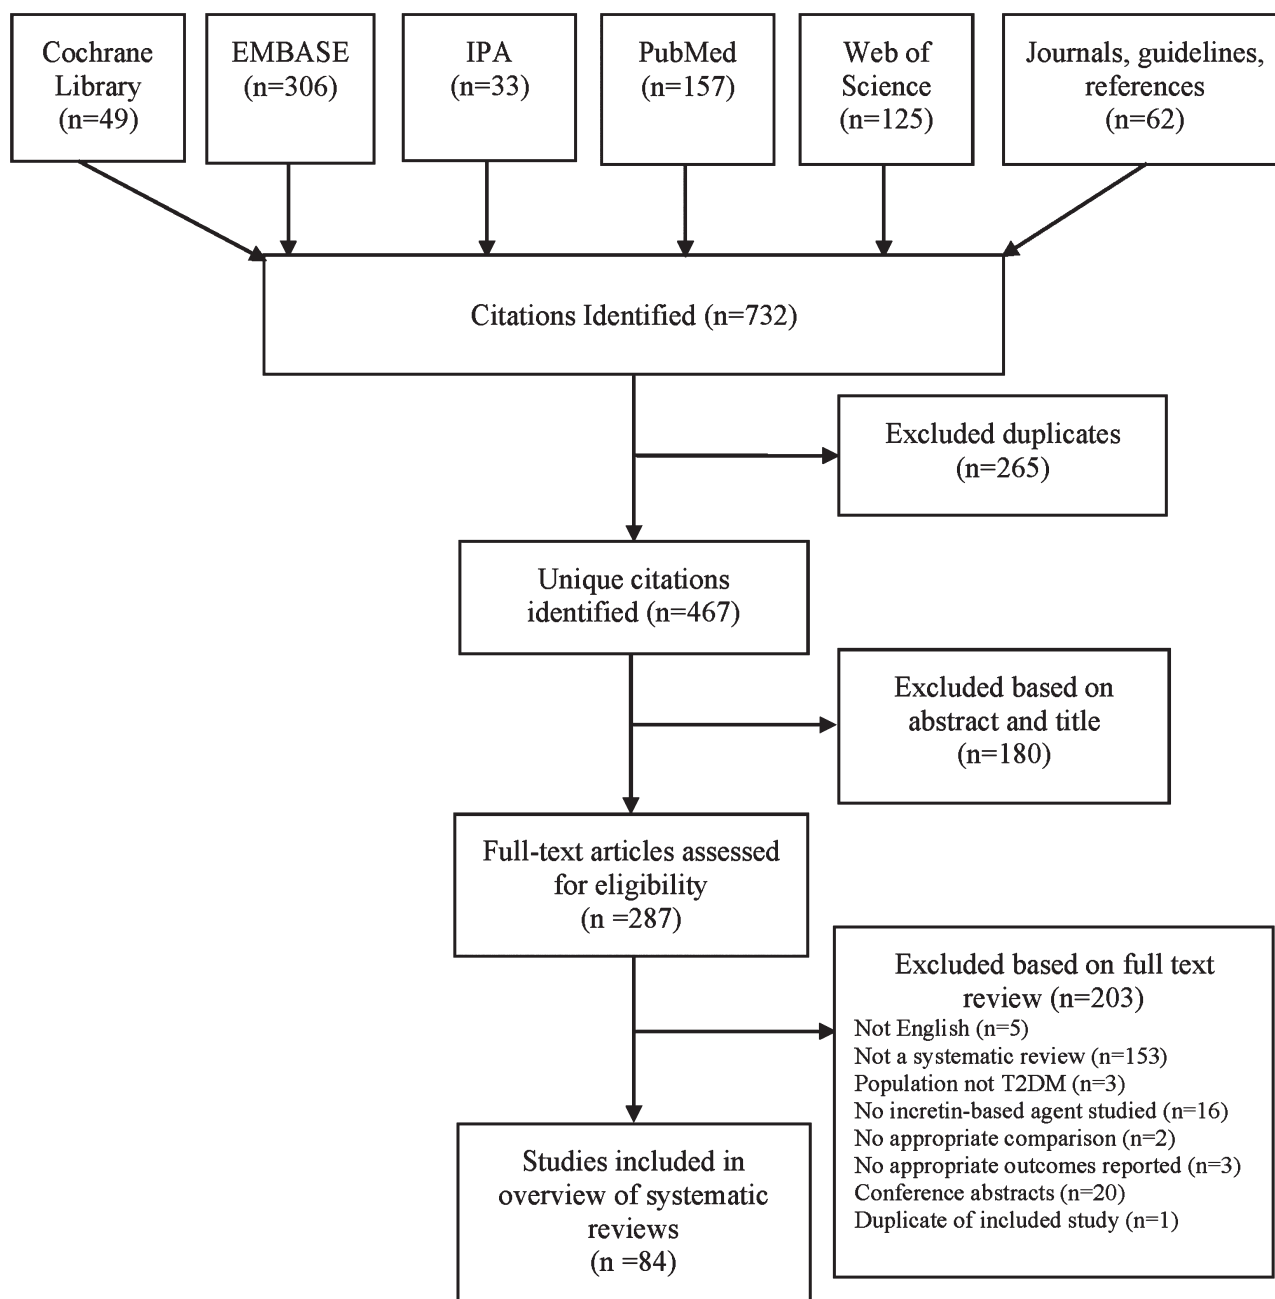 Cochrane
Library
(n=49)
EMBASE
(n=306)
IPA
(n=33)
PubMed
(n=157)
Web of
Science
(n=125)
Journals, guidelines,
references
(n=62)
Citations Identified (n=732)
Excluded duplicates
(n=265)
Unique citations
identified (n=467)
Excluded based on
abstract and title
(n=180)
Full-text articles assessed
for eligibility
(n =287)
Excluded based on full text
review (n=203)
Not English (n=5)
Not a systematic review (n=153)
Population not T2DM (n=3)
No incretin-based agent studied (n=16)
No appropriate comparison (n=2)
No appropriate outcomes reported (n=3)
Conference abstracts (n=20)
Duplicate of included study (n=1)
Studies included in
overview of systematic
reviews
(n =84)